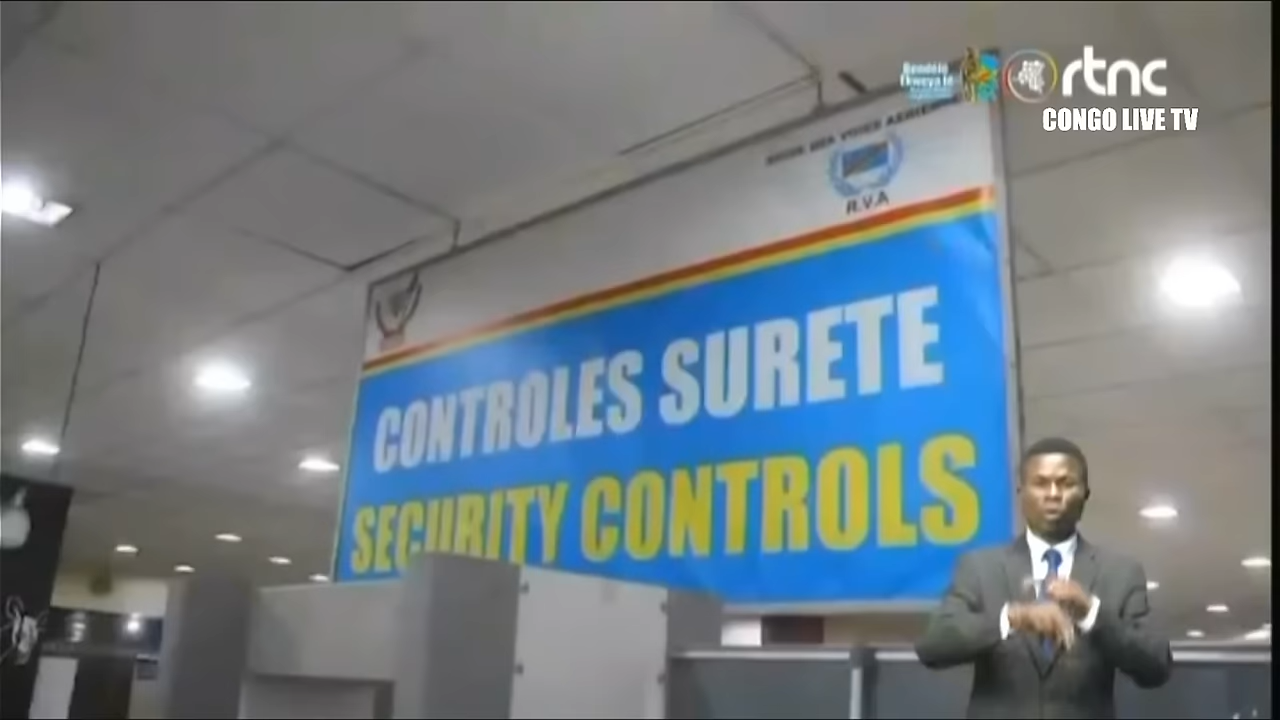 rtnc
CONGO LIVE TV
R.V.A
CONTROLES SURETE
SECURITY CONTROLS